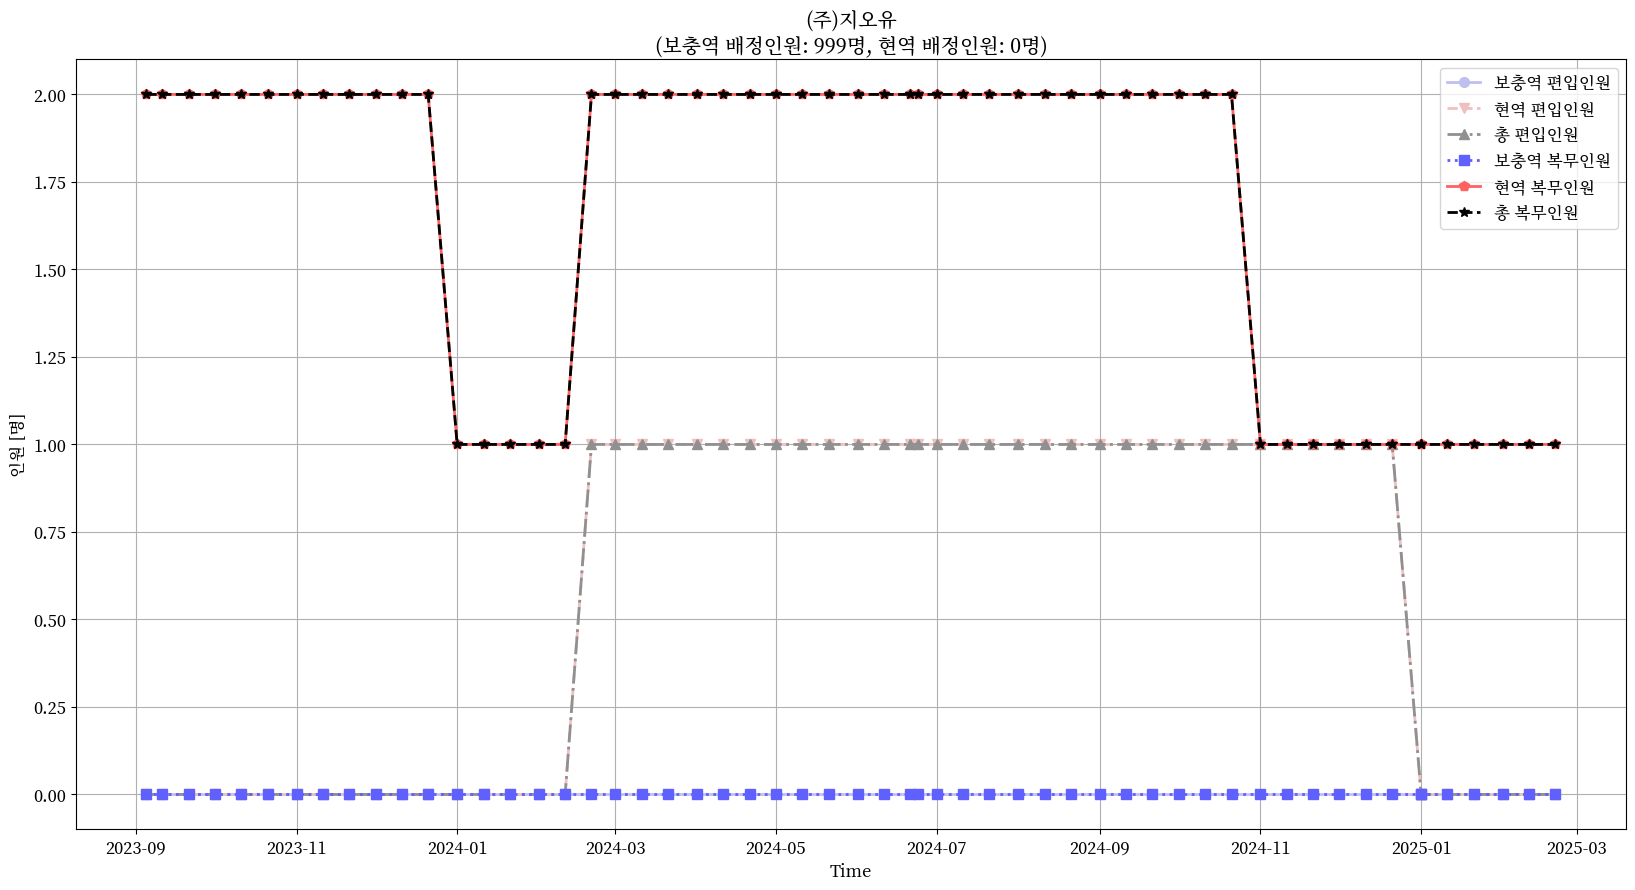 (주)지오유
(보충역 배정인원: 999명, 현역 배정인원: 0명)
보충역 편입인원
현역 편입인원
총 편입인원
보충역 복무인원
현역 복무인원
총 복무인원
인원 [명]
2.00
1.75
1.50
1.25
1.00
0.75
0.50
0.25
0.00
2023-09 2023-11 2024-01 2024-03 2024-05 2024-07 2024-09 2024-11 2025-01 2025-03
Time